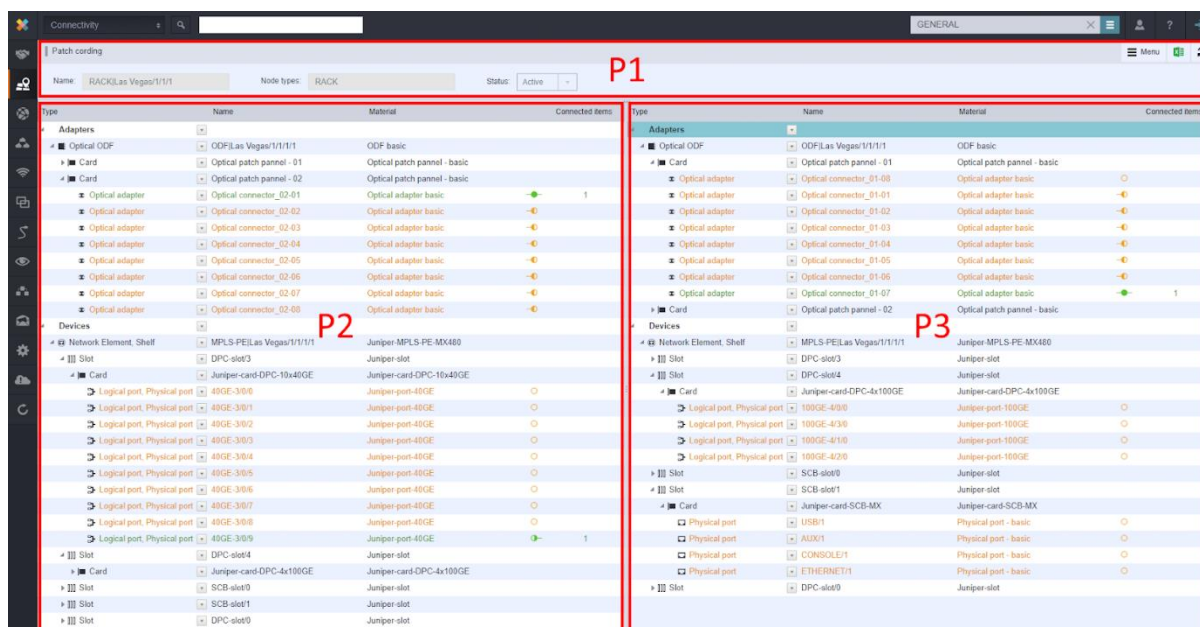 Connectivity GENERAL ?
Patch cording Menu
Name: RACK|Las Vegas/1/1/1 Node types: RACK Status: Active P1
Type Name Material Connected items
Adapters
Optical ODF ODF|Las Vegas/1/1/1/1 ODF basic
Card Optical patch pannel - 01 Optical patch pannel - basic
Card Optical patch pannel - 02 Optical patch pannel - basic
Optical adapter Optical connector_02-01 Optical adapter basic 1
Optical adapter Optical connector_02-02 Optical adapter basic
Optical adapter Optical connector_02-03 Optical adapter basic
Optical adapter Optical connector_02-04 Optical adapter basic
Optical adapter Optical connector_02-05 Optical adapter basic
Optical adapter Optical connector_02-06 Optical adapter basic
Optical adapter Optical connector_02-07 Optical adapter basic
Optical adapter Optical connector_02-08 Optical adapter basic
P2
Devices
Network Element, Shelf MPLS-PE|Las Vegas/1/1/1/1 Juniper-MPLS-PE-MX480
Slot DPC-slot/3 Juniper-slot
Card Juniper-card-DPC-10x40GE Juniper-card-DPC-10x40GE
Logical port, Physical port 40GE-3/0/0 Juniper-port-40GE
Logical port, Physical port 40GE-3/0/1 Juniper-port-40GE
Logical port, Physical port 40GE-3/0/2 Juniper-port-40GE
Logical port, Physical port 40GE-3/0/3 Juniper-port-40GE
Logical port, Physical port 40GE-3/0/4 Juniper-port-40GE
Logical port, Physical port 40GE-3/0/5 Juniper-port-40GE
Logical port, Physical port 40GE-3/0/6 Juniper-port-40GE
Logical port, Physical port 40GE-3/0/7 Juniper-port-40GE
Logical port, Physical port 40GE-3/0/8 Juniper-port-40GE
Logical port, Physical port 40GE-3/0/9 Juniper-port-40GE 1
Slot DPC-slot/4 Juniper-slot
Card Juniper-card-DPC-4x100GE Juniper-card-DPC-4x100GE
Slot SCB-slot/0 Juniper-slot
Slot SCB-slot/1 Juniper-slot
Slot DPC-slot/0 Juniper-slot
Type Name Material Connected items
Adapters
Optical ODF ODF|Las Vegas/1/1/1/1 ODF basic
Card Optical patch pannel - 01 Optical patch pannel - basic
Optical adapter Optical connector_01-08 Optical adapter basic
Optical adapter Optical connector_01-01 Optical adapter basic
Optical adapter Optical connector_01-02 Optical adapter basic
Optical adapter Optical connector_01-03 Optical adapter basic
Optical adapter Optical connector_01-04 Optical adapter basic
Optical adapter Optical connector_01-05 Optical adapter basic
Optical adapter Optical connector_01-06 Optical adapter basic
Optical adapter Optical connector_01-07 Optical adapter basic 1
Card Optical patch pannel - 02 Optical patch pannel - basic
P3
Devices
Network Element, Shelf MPLS-PE|Las Vegas/1/1/1/1 Juniper-MPLS-PE-MX480
Slot DPC-slot/3 Juniper-slot
Slot DPC-slot/4 Juniper-slot
Card Juniper-card-DPC-4x100GE Juniper-card-DPC-4x100GE
Logical port, Physical port 100GE-4/0/0 Juniper-port-100GE
Logical port, Physical port 100GE-4/3/0 Juniper-port-100GE
Logical port, Physical port 100GE-4/1/0 Juniper-port-100GE
Logical port, Physical port 100GE-4/2/0 Juniper-port-100GE
Slot SCB-slot/0 Juniper-slot
Slot SCB-slot/1 Juniper-slot
Card Juniper-card-SCB-MX Juniper-card-SCB-MX
Physical port USB/1 Physical port - basic
Physical port AUX/1 Physical port - basic
Physical port CONSOLE/1 Physical port - basic
Physical port ETHERNET/1 Physical port - basic
Slot DPC-slot/0 Juniper-slot